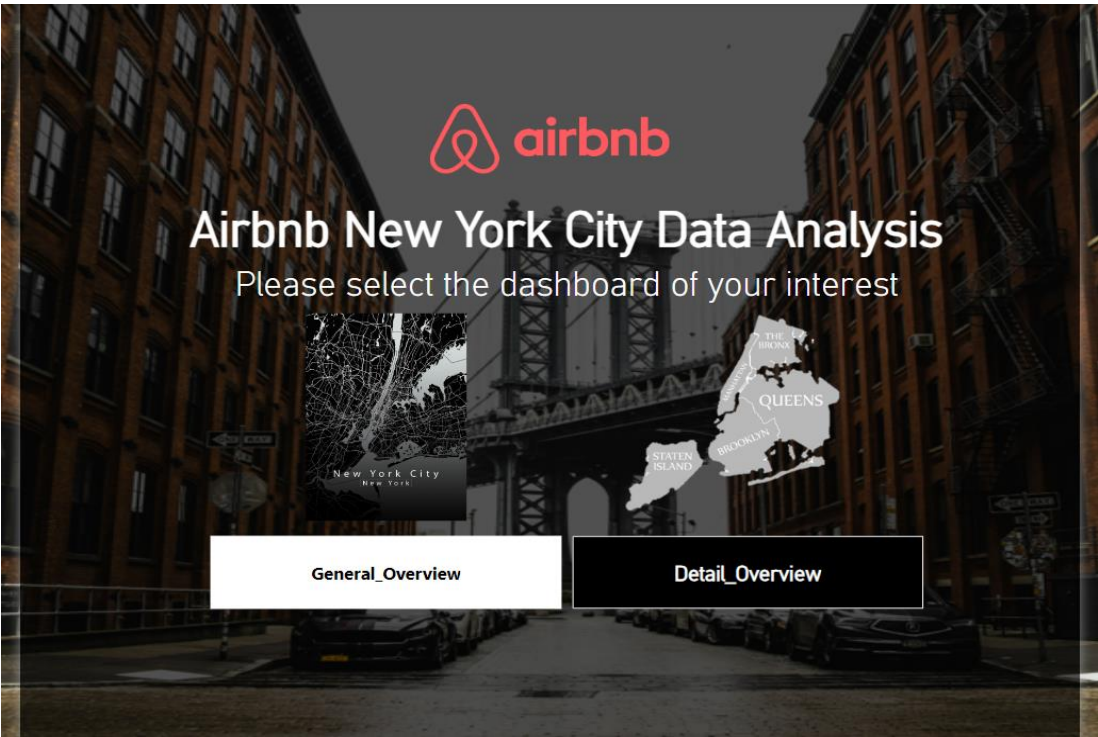 airbnb
Airbnb New York City Data Analysis
Please select the dashboard of your interest
THE
BRONX
MANHATTAN
QUEENS
BROOKLYN
STATEN
ISLAND
New York City
New York
General_Overview
Detail_Overview